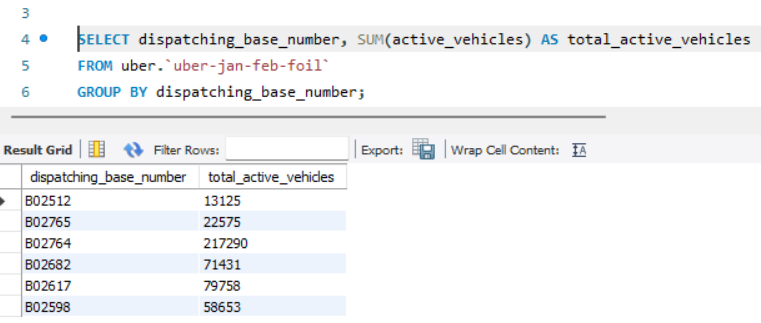 3
4 SELECT dispatching_base_number, SUM(active_vehicles) AS total_active_vehicles
5 FROM uber.`uber-jan-feb-foil`
6 GROUP BY dispatching_base_number;
Result Grid Filter Rows: Export: Wrap Cell Content: IA
dispatching_base_number total_active_vehicles
B02512 13125
B02765 22575
B02764 217290
B02682 71431
B02617 79758
B02598 58653